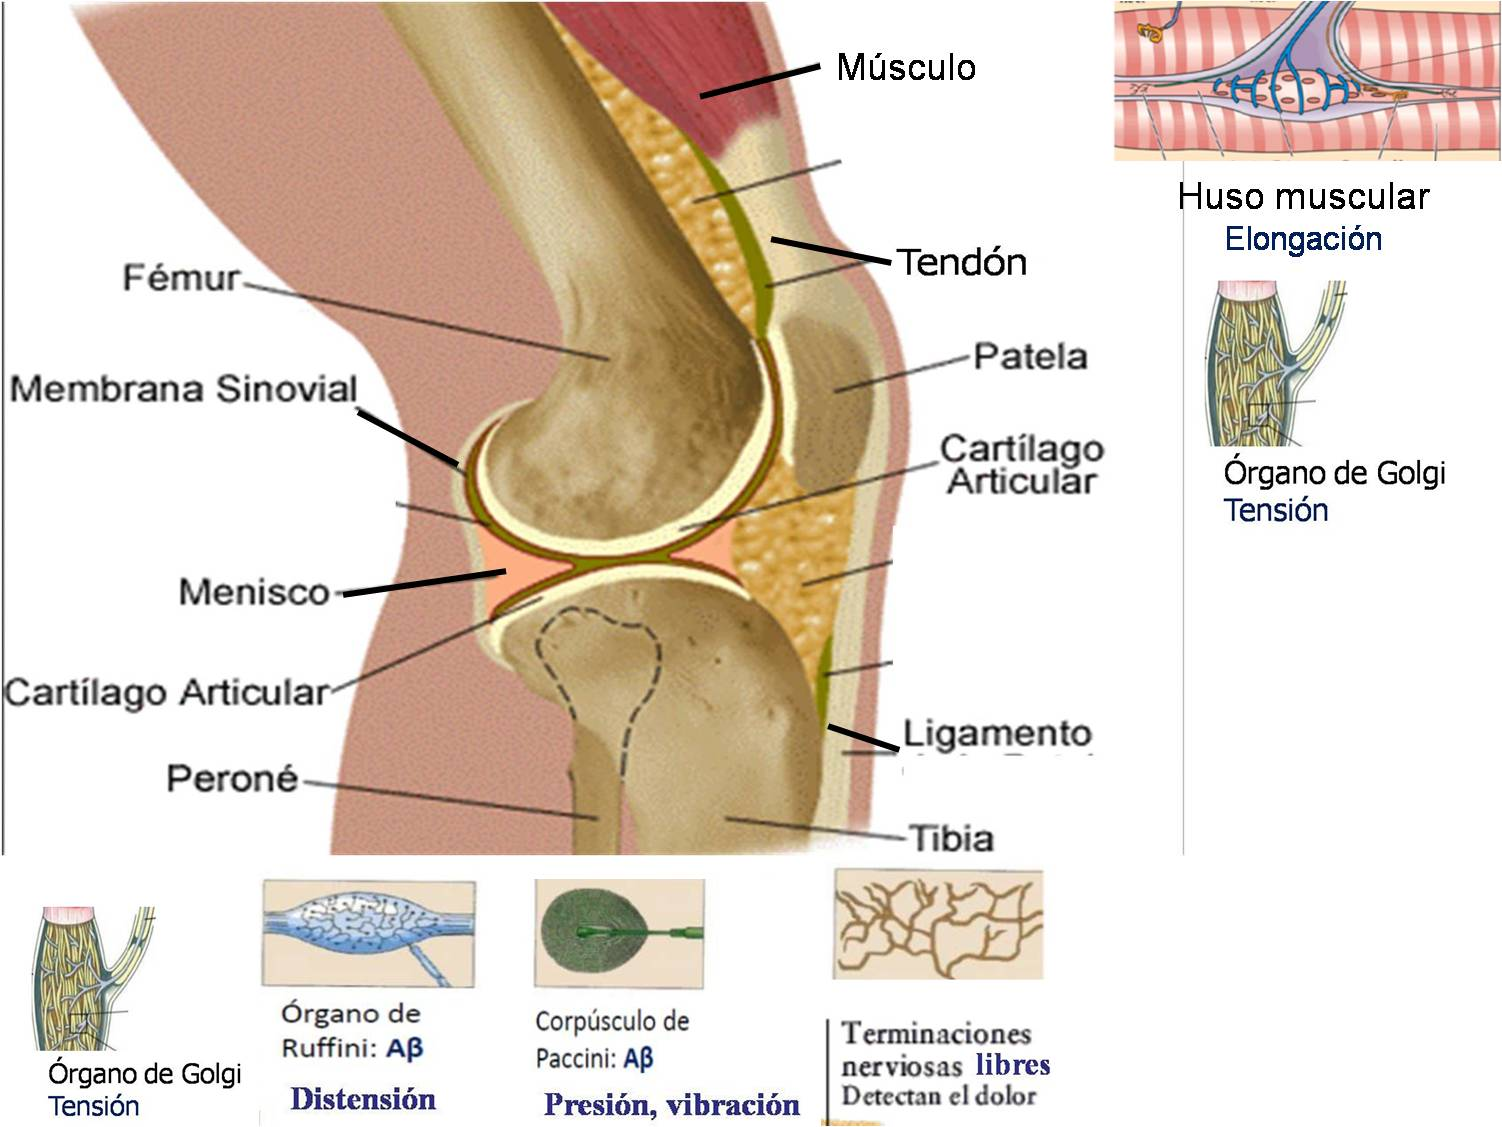 Músculo
Huso muscular
Elongación
Tendón
Fémur
Patela
Membrana Sinovial
Cartílago
Articular
Órgano de Golgi
Tensión
Menisco
Cartílago Articular
Ligamento
Peroné
Tibia
Órgano de Golgi
Tensión
Órgano de
Ruffini: Aβ
Distensión
Corpúsculo de
Paccini: Aβ
Presión, vibración
Terminaciones
nerviosas libres
Detectan el dolor